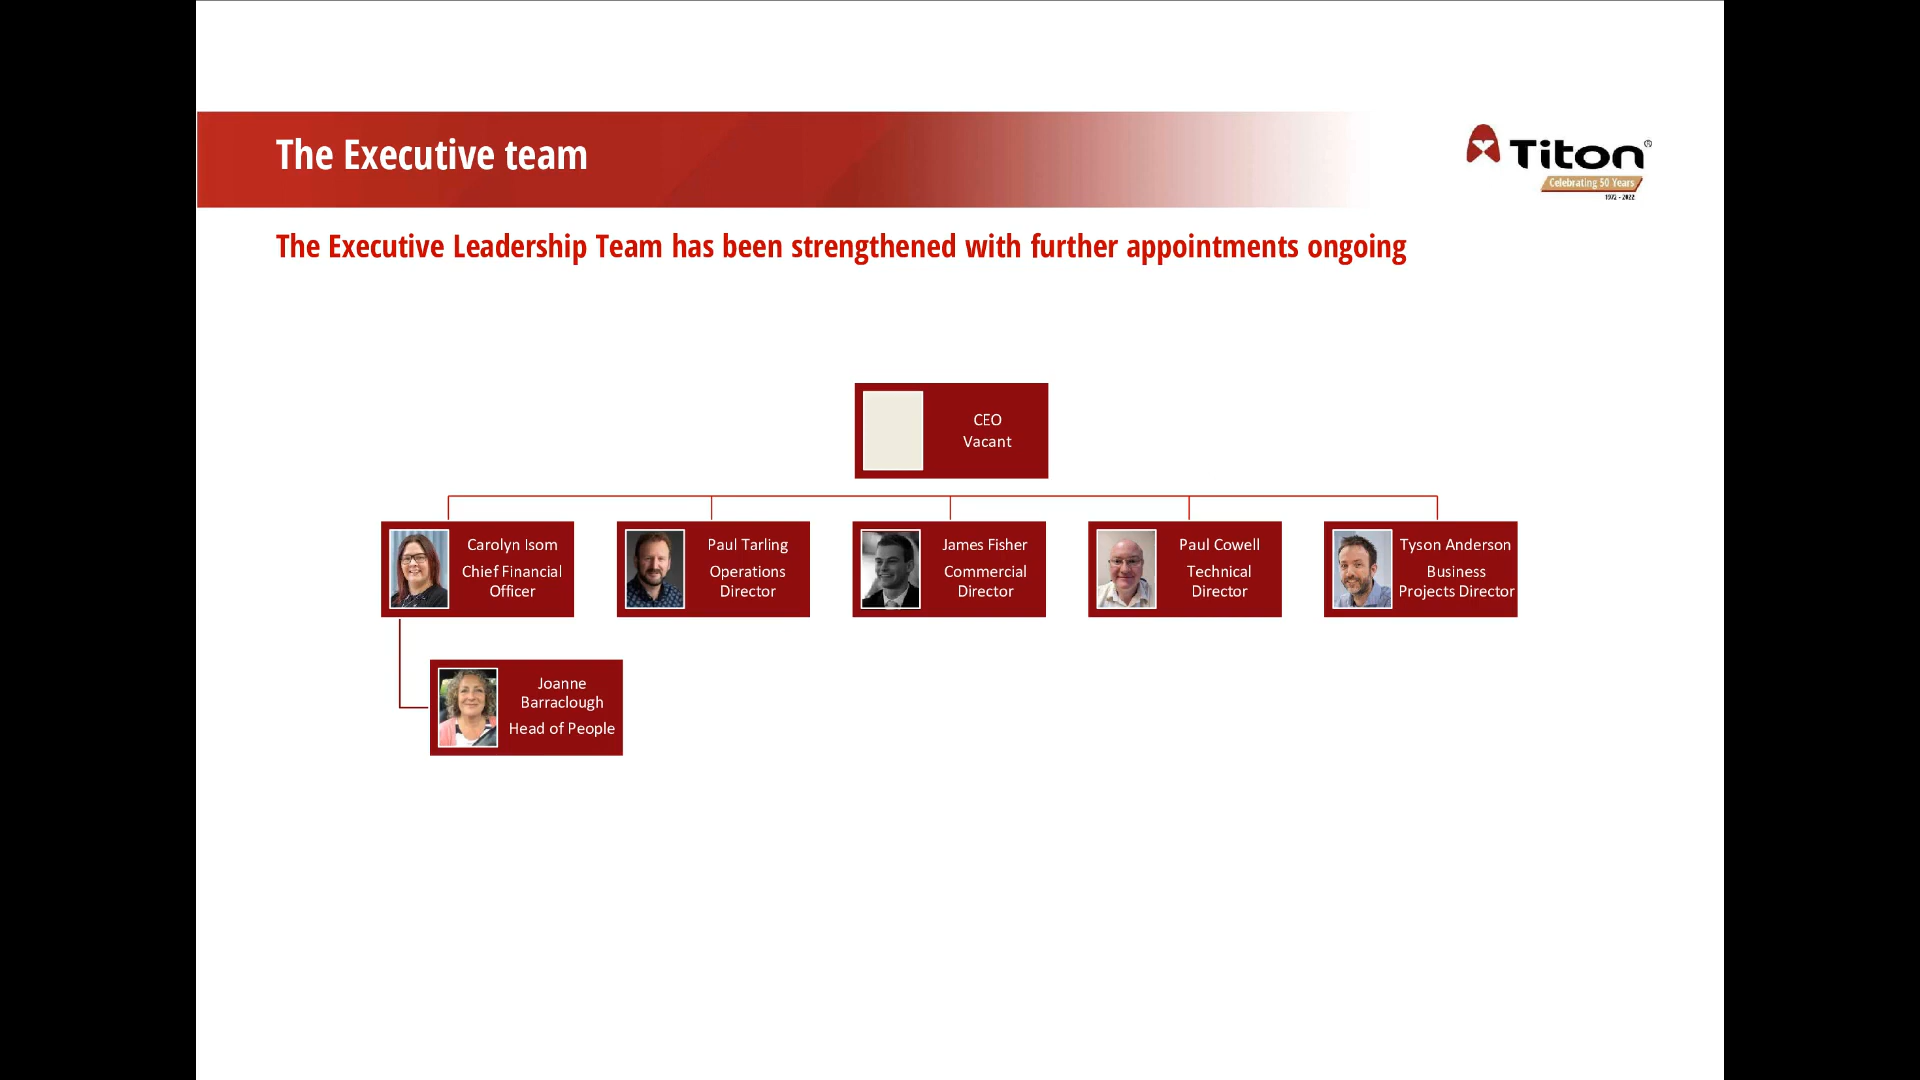 The Executive team
Titon®
Celebrating 50 Years
1972 - 2022
The Executive Leadership Team has been strengthened with further appointments ongoing
CEO
Vacant
Carolyn Isom
Chief Financial
Officer
Paul Tarling
Operations
Director
James Fisher
Commercial
Director
Paul Cowell
Technical
Director
Tyson Anderson
Business
Projects Director
Joanne
Barraclough
Head of People